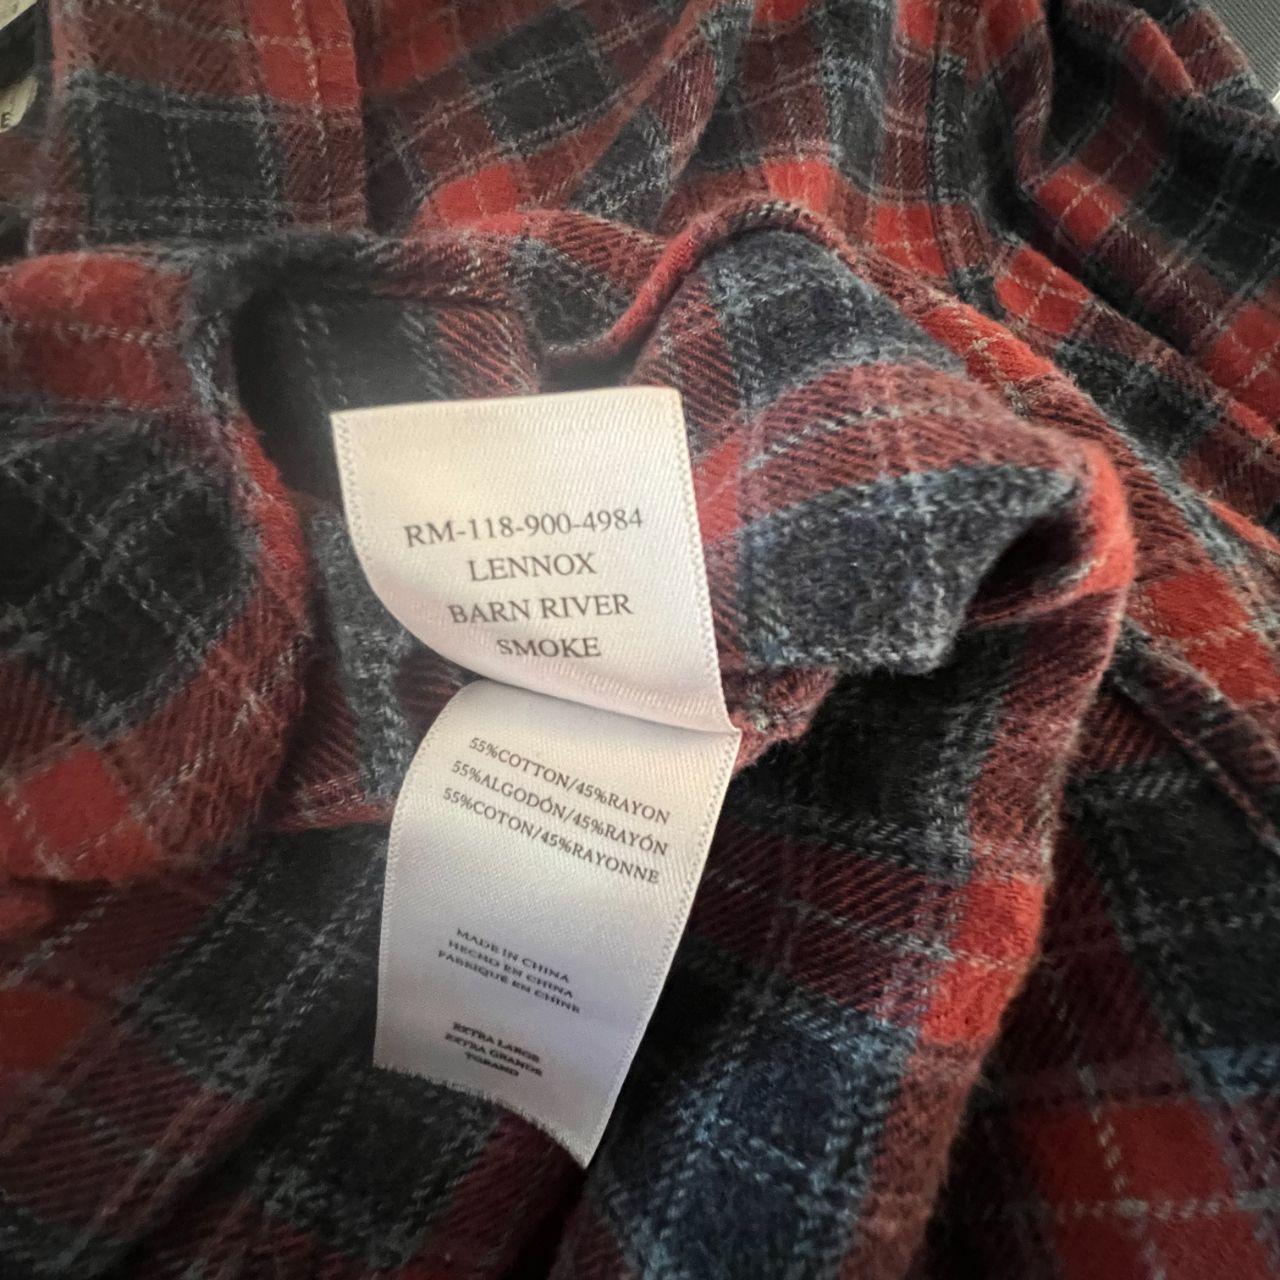 E
RM-118-900-4984
LENNOX
BARN RIVER
SMOKE
55%COTTON/45%RAYON
55%ALGODÓN/45%RAYÓN
55%COTON/45%RAYONNE
MADE IN CHINA
HECHO EN CHINA
FABRIQUÉ EN CHINE
EXTRA LARGE
EXTRA GRANDE
TGRAND